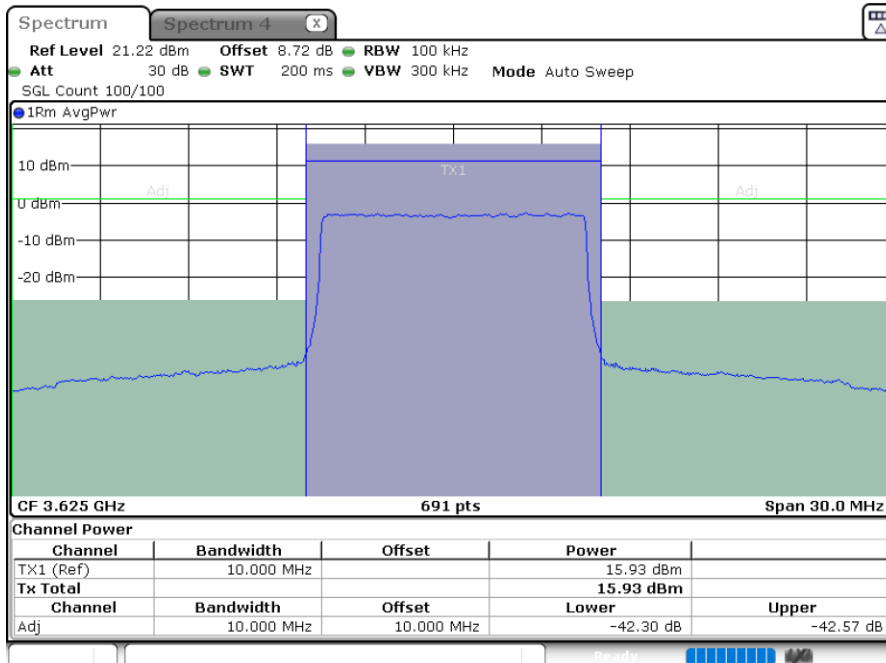 Spectrum Spectrum 4 X
Ref Level 21.22 dBm Offset 8.72 dB RBW 100 kHz
Att 30 dB SWT 200 ms VBW 300 kHz Mode Auto Sweep
SGL Count 100/100
1Rm AvgPwr
10 dBm
TX1
Adj Adj
0 dBm
-10 dBm
-20 dBm
CF 3.625 GHz 691 pts Span 30.0 MHz
Channel Power
Channel Bandwidth Offset Power
TX1 (Ref) 10.000 MHz 15.93 dBm
Tx Total 15.93 dBm
Channel Bandwidth Offset Lower Upper
Adj 10.000 MHz 10.000 MHz -42.30 dB -42.57 dB
Ready